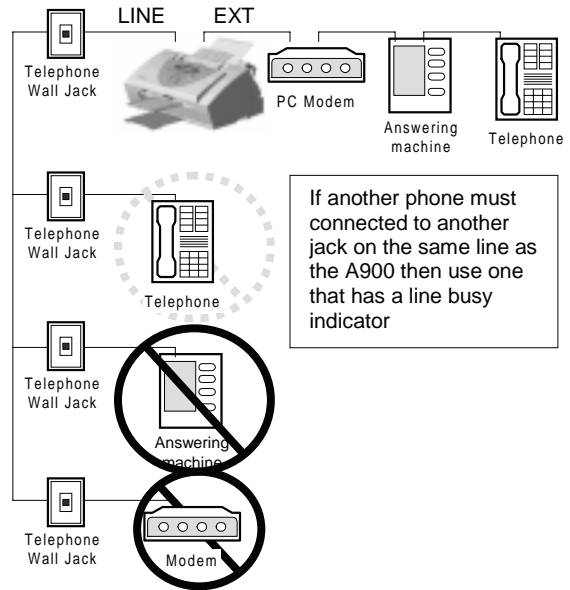 LINE
EXT
Telephone
Wall Jack
PC Modem
Answering
machine
Telephone
Telephone
Wall Jack
Telephone
If another phone must
connected to another
jack on the same line as
the A900 then use one
that has a line busy
indicator
Telephone
Wall Jack
Answering
machine
Telephone
Wall Jack
Modem